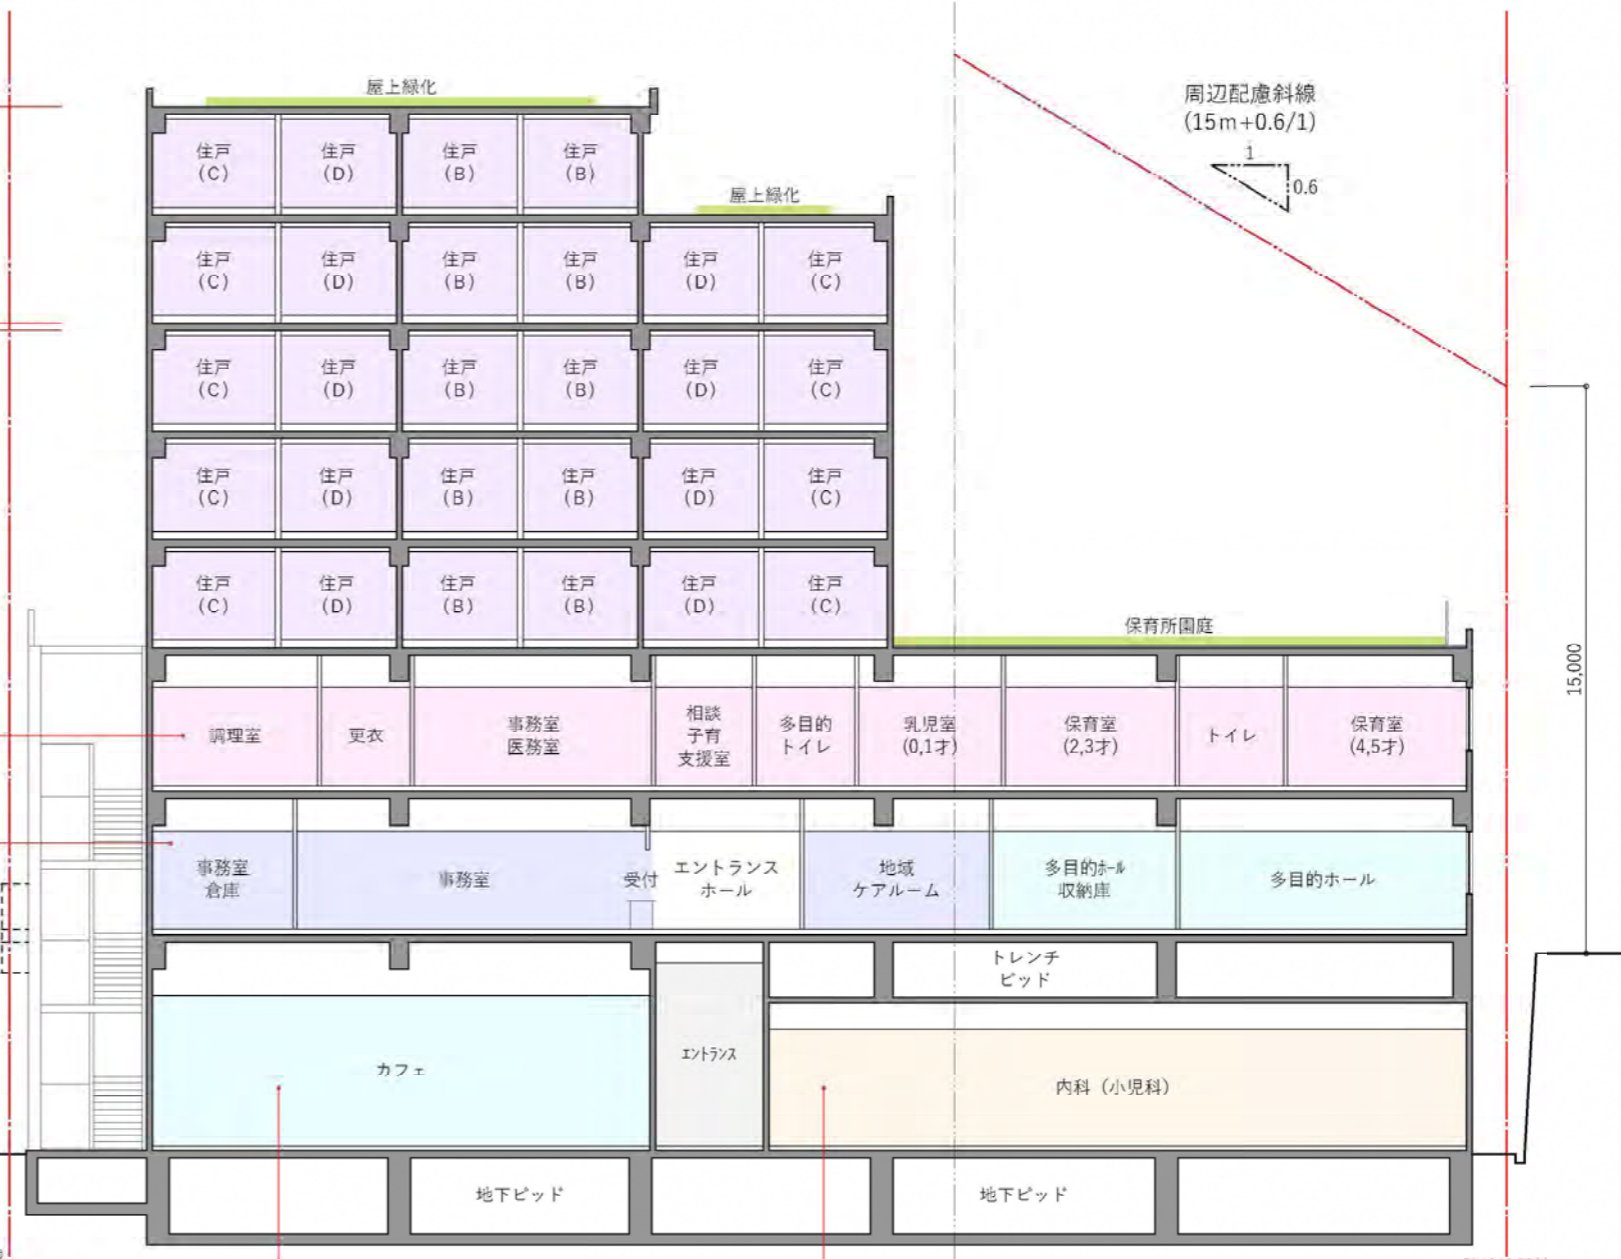 屋上緑化
周辺配慮斜線
(15m+0.6/1)
1
0.6
住戸
(C)
住戸
(D)
住戸
(B)
住戸
(B)
屋上緑化
住戸
(C)
住戸
(D)
住戸
(B)
住戸
(B)
住戸
(D)
住戸
(C)
住戸
(C)
住戸
(D)
住戸
(B)
住戸
(B)
住戸
(D)
住戸
(C)
住戸
(C)
住戸
(D)
住戸
(B)
住戸
(B)
住戸
(D)
住戸
(C)
住戸
(C)
住戸
(D)
住戸
(B)
住戸
(B)
住戸
(D)
住戸
(C)
保育所園庭
15,000
調理室
更衣
事務室
医務室
相談
子育
支援室
多目的
トイレ
乳児室
(0,1才)
保育室
(2,3才)
トイレ
保育室
(4,5才)
事務室
倉庫
事務室
受付
エントランス
ホール
地域
ケアルーム
多目的ﾎｰﾙ
収納庫
多目的ホール
トレンチ
ピッド
カフェ
ｴﾝﾄﾗﾝｽ
内科（小児科）
地下ピッド
地下ピッド